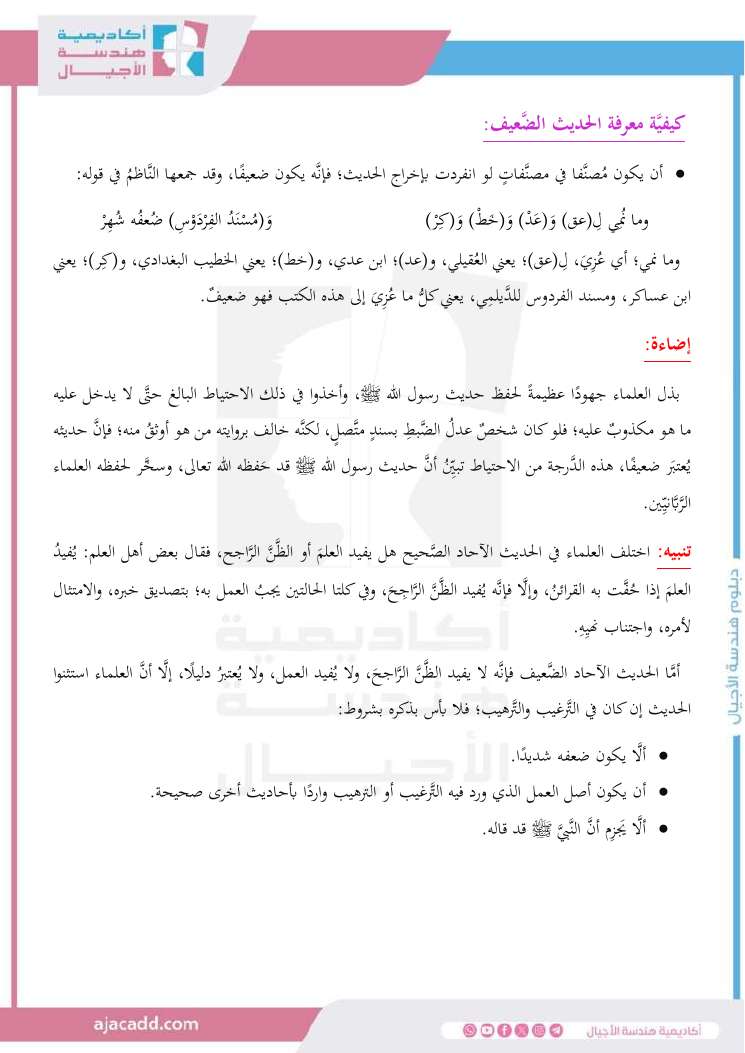 أكاديمية
هندسة
الأجيال
كيفيَّة معرفة الحديث الضَّعيف:
• أن يكون مُصنَّفا في مصنَّفاتٍ لو انفردت بإخراج الحديث؛ فإنَّه يكون ضعيفًا، وقد جمعها النَّاظمُ في قوله:
وما نُمِي لِ(عق) وَ(عَدْ) وَ(خَطْ) وَ(كِرْ) وَ(مُسْنَدُ الفِرْدَوْسِ) ضُعفُه شُهِرْ
وما نمي؛ أي عُزِيَ، لِ(عق)؛ يعني العُقيلي، و(عد)؛ ابن عدي، و(خط)؛ يعني الخطيب البغدادي، و(كِر)؛ يعني
ابن عساكر، ومسند الفردوس للدَّيلمِي، يعني كلُّ ما عُزِيَ إلى هذه الكتب فهو ضعيفٌ.
إضاءة:
بذل العلماء جهودًا عظيمةً لحفظ حديث رسول الله ﷺ، وأخذوا في ذلك الاحتياط البالغ حتَّى لا يدخل عليه
ما هو مكذوبٌ عليه؛ فلو كان شخصٌ عدلُ الضَّبطِ بسندٍ متَّصلٍ، لكنَّه خالف بروايته من هو أوثقُ منه؛ فإنَّ حديثه
يُعتبَر ضعيفًا، هذه الدَّرجة من الاحتياط تبيِّنُ أنَّ حديث رسول الله ﷺ قد حَفظه الله تعالى، وسخَّر لحفظه العلماء
الرَّبَّانيِّين.
تنبيه: اختلف العلماء في الحديث الآحاد الصَّحيح هل يفيد العلمَ أو الظَّنَّ الرَّاجح، فقال بعض أهل العلم: يُفيدُ
العلمَ إذا حُفَّت به القرائنُ، وإلَّا فإنَّه يُفيد الظَّنَّ الرَّاجحَ، وفي كلتا الحالتين يجبُ العمل به؛ بتصديق خبره، والامتثال
لأمره، واجتناب نهيِهِ.
أمَّا الحديث الآحاد الضَّعيف فإنَّه لا يفيد الظَّنَّ الرَّاجحَ، ولا يُفيد العمل، ولا يُعتبرُ دليلًا، إلَّا أنَّ العلماء استثنوا
الحديث إن كان في التَّرغيب والتَّرهيب؛ فلا بأس بذكره بشروط:
• ألَّا يكون ضعفه شديدًا.
• أن يكون أصل العمل الذي ورد فيه التَّرغيب أو الترهيب واردًا بأحاديث أخرى صحيحة.
• ألَّا يَجزِم أنَّ النَّبيَّ ﷺ قد قاله.
أكاديمية
هندسة
الأجيال
دبلوم هندسة الأجيال
أكاديمية هندسة الأجيال
ajacadd.com